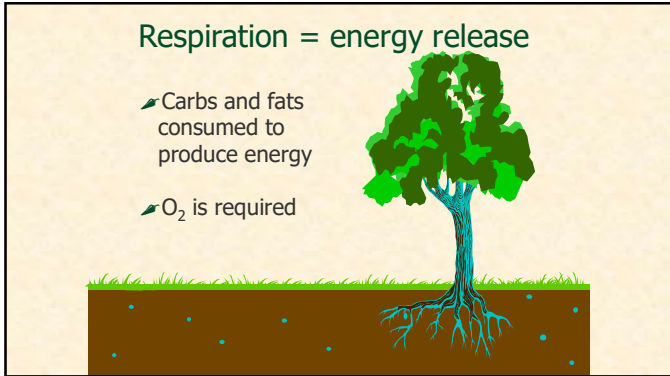 Respiration = energy release
Carbs and fats
consumed to
produce energy
O₂ is required